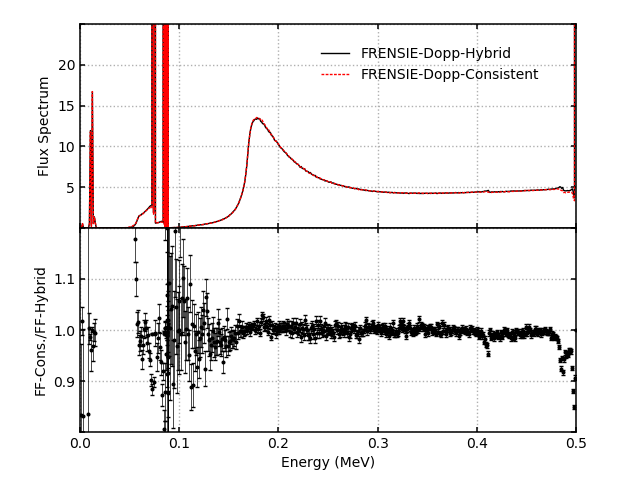 FRENSIE-Dopp-Hybrid
FRENSIE-Dopp-Consistent
Flux Spectrum
20
15
10
5
FF-Cons./FF-Hybrid
1.1
1.0
0.9
0.0 0.1 0.2 0.3 0.4 0.5
Energy (MeV)